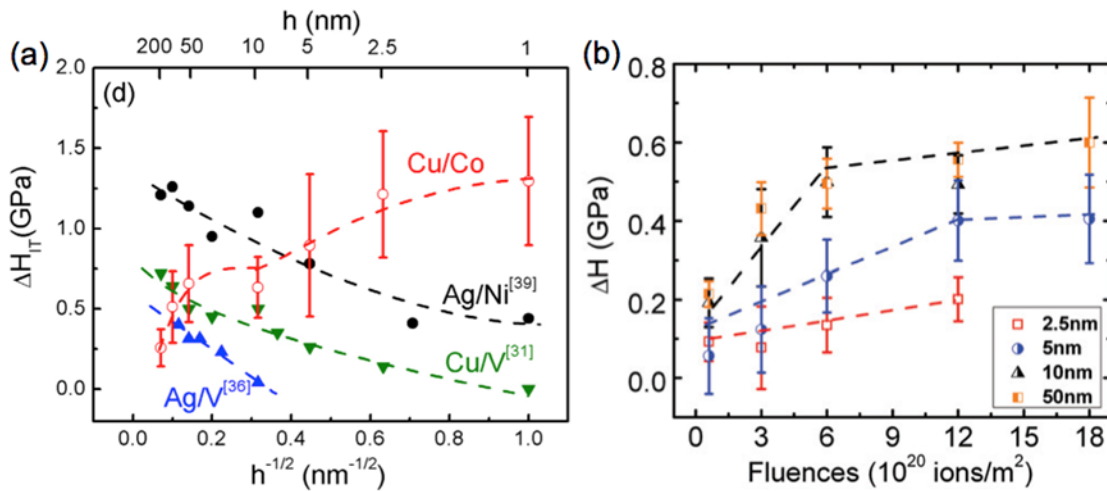 (a)
h (nm)
200 50 10 5 2.5 1
(d)
2.0
1.5
1.0
0.5
0.0
ΔH_IT(GPa)
Cu/Co
Ag/Ni[39]
Cu/V[31]
Ag/V[36]
0.0 0.2 0.4 0.6 0.8 1.0
h^-1/2 (nm^-1/2)
(b)
0.8
0.6
0.4
0.2
0.0
ΔH (GPa)
2.5nm
5nm
10nm
50nm
0 3 6 9 12 15 18
Fluences (10^20 ions/m^2)